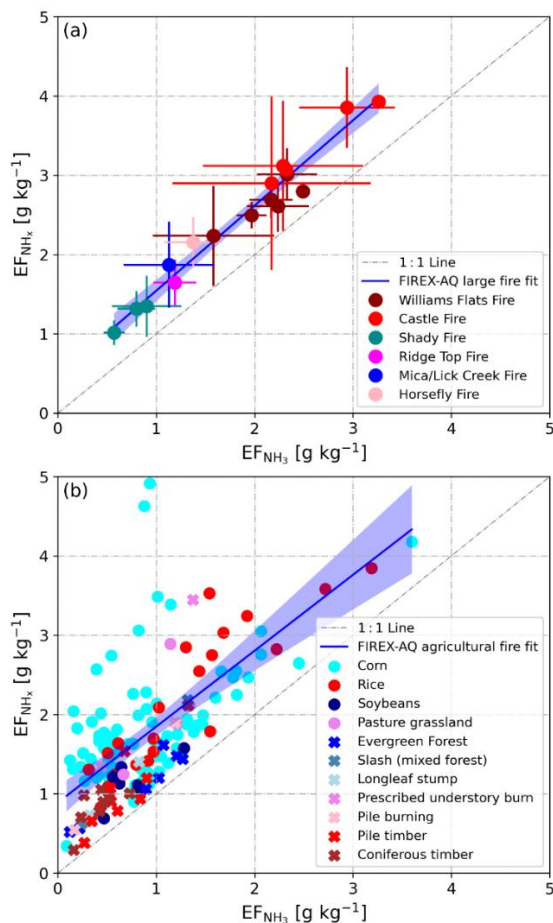 (a)
5
4
3
2
1
0
EF_NHx [g kg⁻¹]
1:1 Line
FIREX-AQ large fire fit
Williams Flats Fire
Castle Fire
Shady Fire
Ridge Top Fire
Mica/Lick Creek Fire
Horsefly Fire
0 1 2 3 4 5
EF_NH₃ [g kg⁻¹]
(b)
5
4
3
2
1
0
EF_NHx [g kg⁻¹]
1:1 Line
FIREX-AQ agricultural fire fit
Corn
Rice
Soybeans
Pasture grassland
Evergreen Forest
Slash (mixed forest)
Longleaf stump
Prescribed understory burn
Pile burning
Pile timber
Coniferous timber
0 1 2 3 4 5
EF_NH₃ [g kg⁻¹]